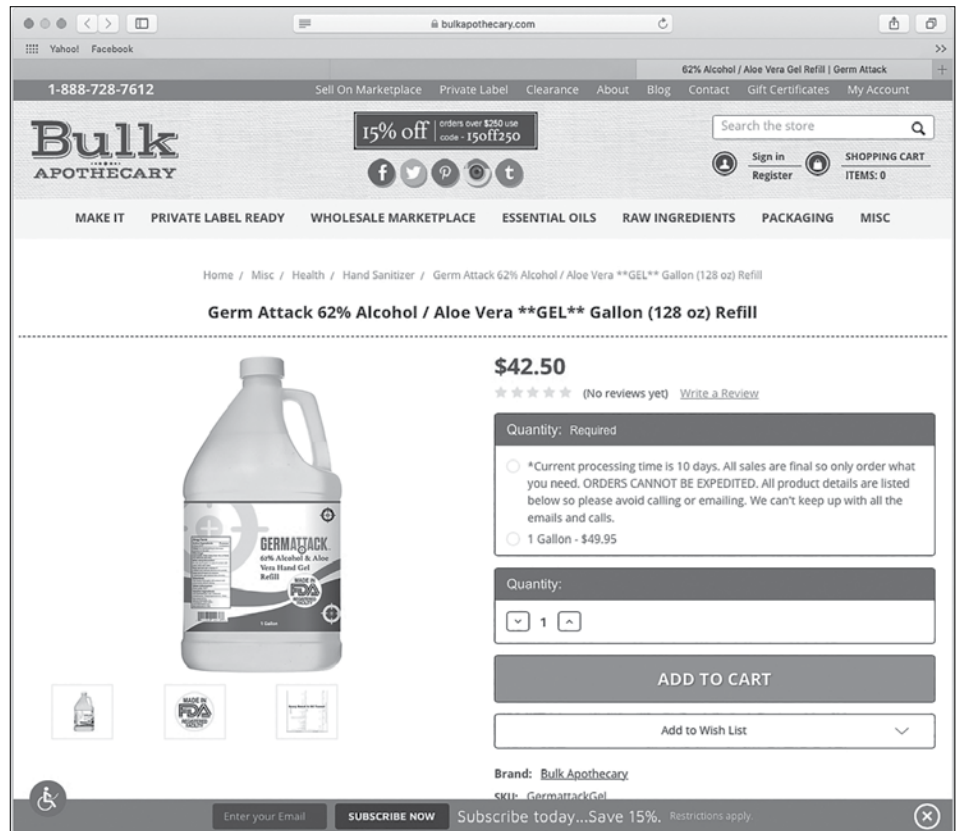 bulkapothecary.com
Yahoo! Facebook
62% Alcohol / Aloe Vera Gel Refill | Germ Attack
1-888-728-7612 Sell On Marketplace Private Label Clearance About Blog Contact Gift Certificates My Account
Bulk
APOTHECARY
15% off orders over $250 use
code - 15off250
Search the store
Sign in
Register
SHOPPING CART
ITEMS: 0
MAKE IT PRIVATE LABEL READY WHOLESALE MARKETPLACE ESSENTIAL OILS RAW INGREDIENTS PACKAGING MISC
Home / Misc / Health / Hand Sanitizer / Germ Attack 62% Alcohol / Aloe Vera **GEL** Gallon (128 oz) Refill
Germ Attack 62% Alcohol / Aloe Vera **GEL** Gallon (128 oz) Refill
GERMATTACK
62% Alcohol & Aloe
Vera Hand Gel
Refill
MADE IN
FDA
REGISTERED
FACILITY
1 Gallon
MADE IN
FDA
REGISTERED
FACILITY
$42.50
(No reviews yet) Write a Review
Quantity: Required
*Current processing time is 10 days. All sales are final so only order what
you need. ORDERS CANNOT BE EXPEDITED. All product details are listed
below so please avoid calling or emailing. We can't keep up with all the
emails and calls.
1 Gallon - $49.95
Quantity:
1
ADD TO CART
Add to Wish List
Brand: Bulk Apothecary
SKU: GermattackGel
Enter your Email SUBSCRIBE NOW Subscribe today...Save 15%. Restrictions apply.